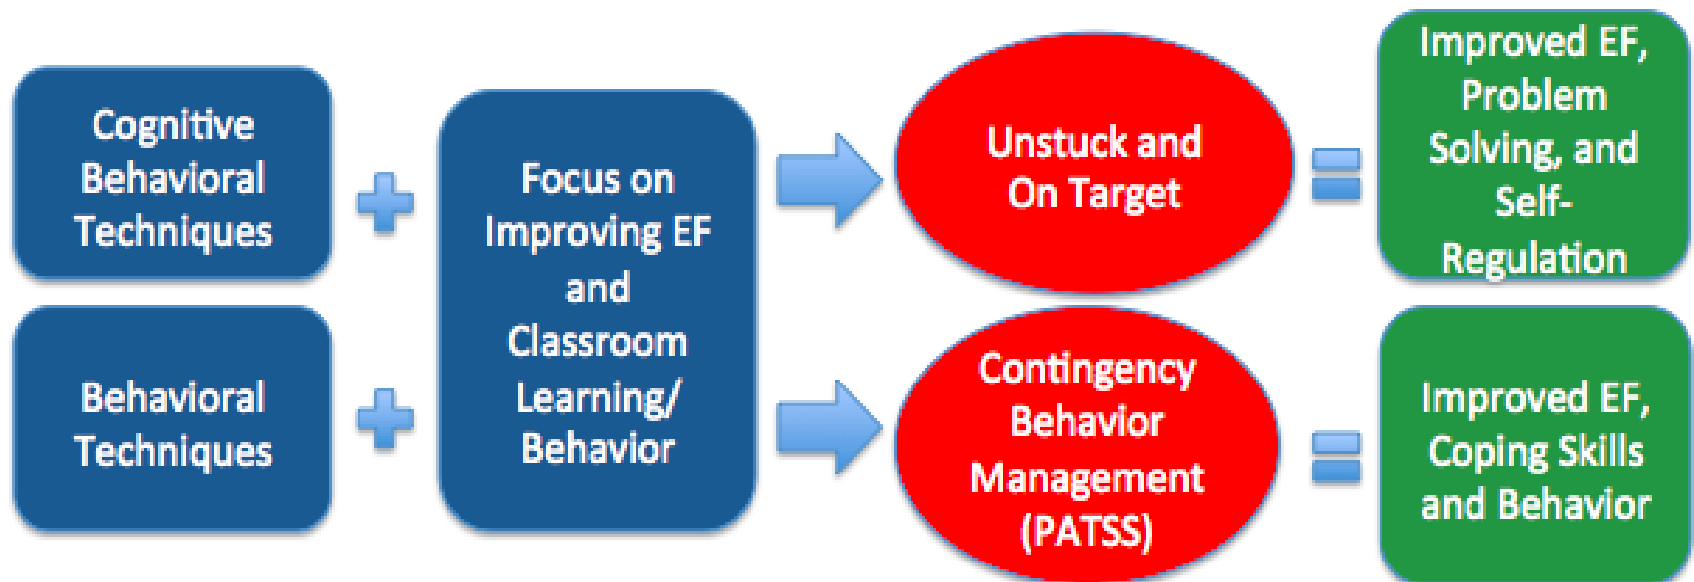 Cognitive
Behavioral
Techniques
Behavioral
Techniques
Focus on
Improving EF
and
Classroom
Learning/
Behavior
Unstuck and
On Target
Contingency
Behavior
Management
(PATSS)
Improved EF,
Problem
Solving, and
Self-
Regulation
Improved EF,
Coping Skills
and Behavior